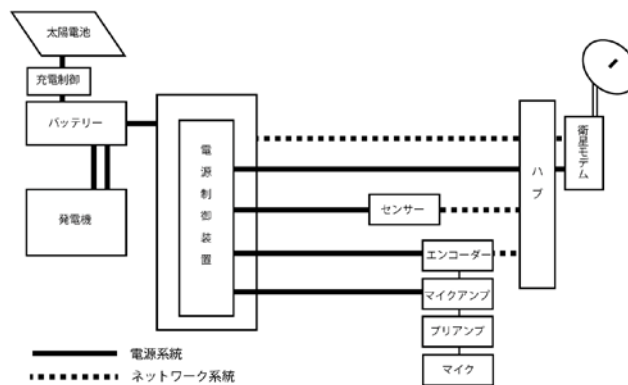 太陽電池
充電制御
バッテリー
発電機
電源制御装置
センサー
エンコーダー
マイクアンプ
プリアンプ
マイク
ハブ
衛星モデム
電源系統
ネットワーク系統